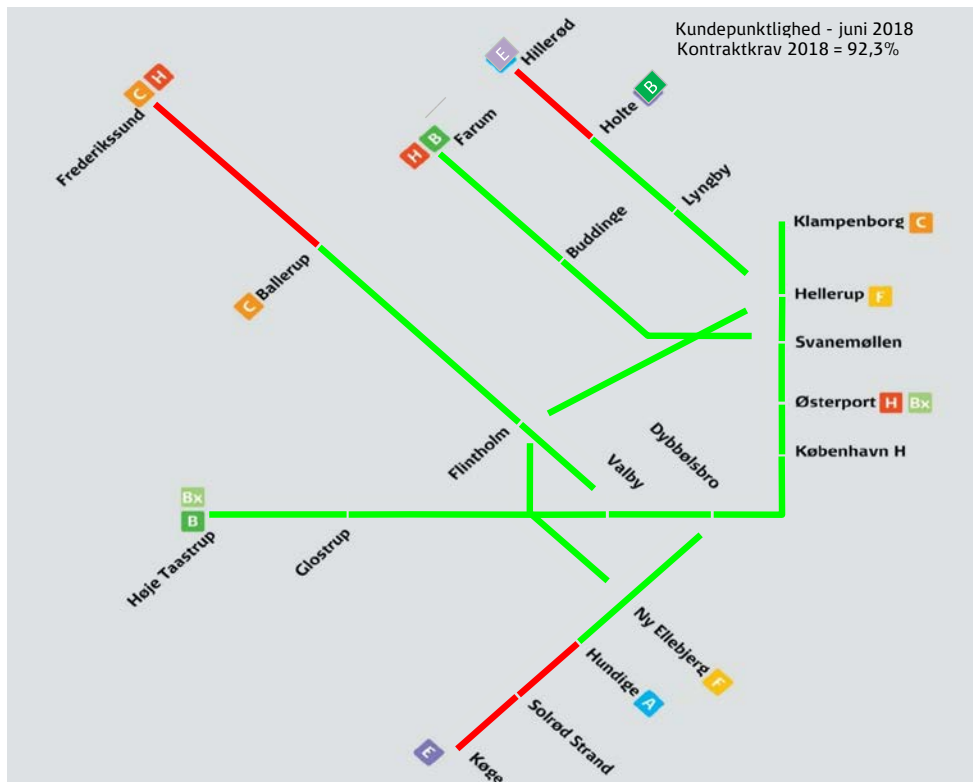 Kundepunktlighed - juni 2018
Kontraktkrav 2018 = 92,3%
E Hillerød
C H
Frederikssund
Holte B
H B Farum
Lyngby
Buddinge
Klampenborg C
C Ballerup
Hellerup F
Svanemøllen
Østerport H Bx
København H
Flintholm
Valby
Dybbølsbro
Bx
B
Høje Taastrup
Glostrup
Ny Ellebjerg F
Hundige A
Solrød Strand
E Køge